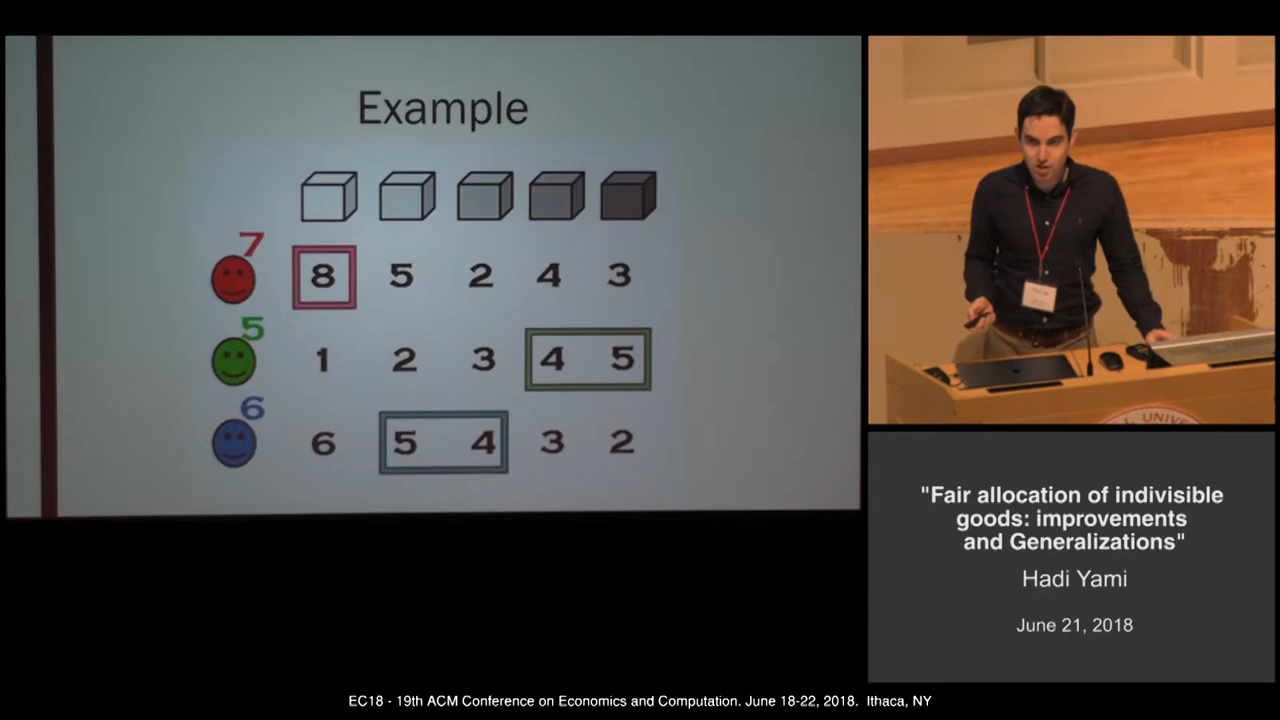 Example
7
8 5 2 4 3
5
1 2 3 4 5
6
6 5 4 3 2
UNIVE
"Fair allocation of indivisible
goods: improvements
and Generalizations"
Hadi Yami
June 21, 2018
EC18 - 19th ACM Conference on Economics and Computation. June 18-22, 2018. Ithaca, NY